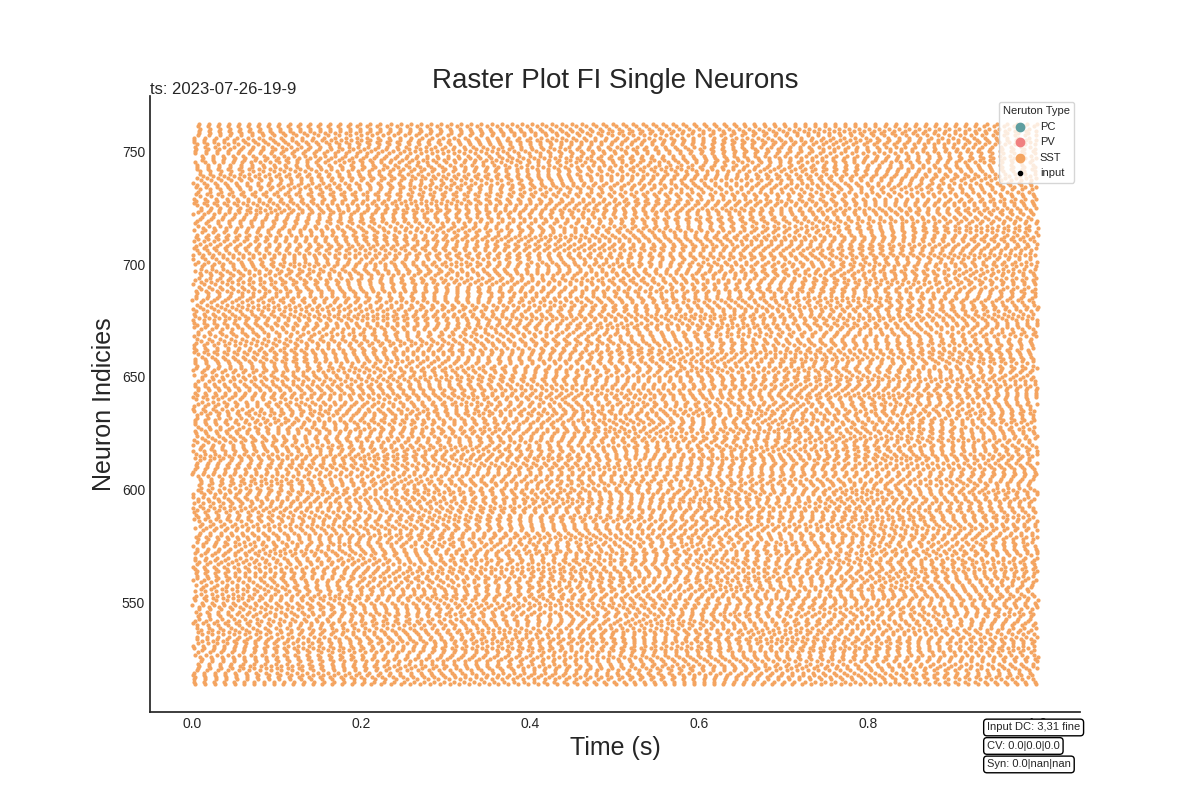 Raster Plot FI Single Neurons
ts: 2023-07-26-19-9
Neruton Type
PC
PV
SST
input
750
700
650
600
550
Neuron Indicies
0.0 0.2 0.4 0.6 0.8
Time (s)
Input DC: 3,31 fine
CV: 0.0|0.0|0.0
Syn: 0.0|nan|nan